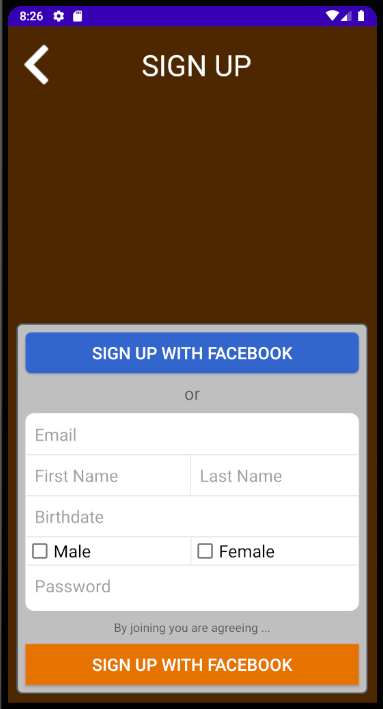 8:26
SIGN UP
SIGN UP WITH FACEBOOK
or
Email
First Name Last Name
Birthdate
Male Female
Password
By joining you are agreeing ...
SIGN UP WITH FACEBOOK